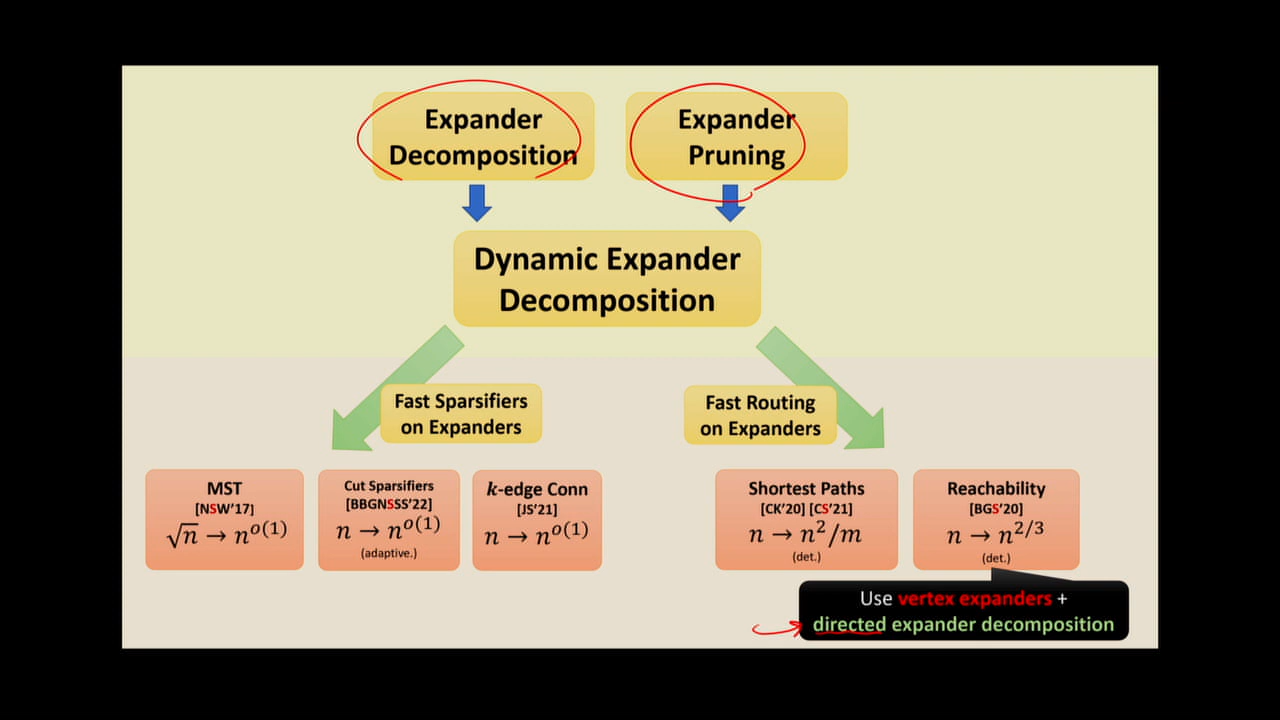 Expander
Decomposition
Expander
Pruning
Dynamic Expander
Decomposition
Fast Sparsifiers
on Expanders
Fast Routing
on Expanders
MST
[NSW'17]
√n → n^o(1)
Cut Sparsifiers
[BBGNSSS'22]
n → n^o(1)
(adaptive.)
k-edge Conn
[JS'21]
n → n^o(1)
Shortest Paths
[CK'20] [CS'21]
n → n^2/m
(det.)
Reachability
[BGS'20]
n → n^2/3
(det.)
Use vertex expanders +
directed expander decomposition